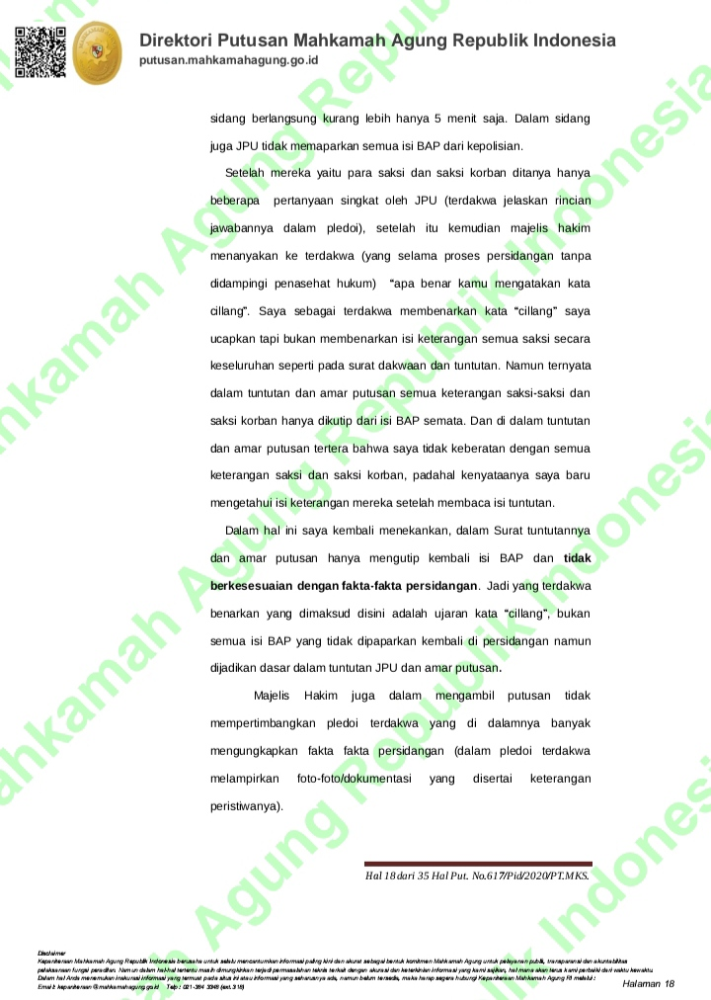 Direktori Putusan Mahkamah Agung Republik Indonesia
putusan.mahkamahagung.go.id
sidang berlangsung kurang lebih hanya 5 menit saja. Dalam sidang
juga JPU tidak memaparkan semua isi BAP dari kepolisian.
Setelah mereka yaitu para saksi dan saksi korban ditanya hanya
beberapa pertanyaan singkat oleh JPU (terdakwa jelaskan rincian
jawabannya dalam pledoi), setelah itu kemudian majelis hakim
menanyakan ke terdakwa (yang selama proses persidangan tanpa
didampingi penasehat hukum) “apa benar kamu mengatakan kata
cillang”. Saya sebagai terdakwa membenarkan kata “cillang” saya
ucapkan tapi bukan membenarkan isi keterangan semua saksi secara
keseluruhan seperti pada surat dakwaan dan tuntutan. Namun ternyata
dalam tuntutan dan amar putusan semua keterangan saksi-saksi dan
saksi korban hanya dikutip dari isi BAP semata. Dan di dalam tuntutan
dan amar putusan tertera bahwa saya tidak keberatan dengan semua
keterangan saksi dan saksi korban, padahal kenyataanya saya baru
mengetahui isi keterangan mereka setelah membaca isi tuntutan.
Dalam hal ini saya kembali menekankan, dalam Surat tuntutannya
dan amar putusan hanya mengutip kembali isi BAP dan tidak
berkesesuaian dengan fakta-fakta persidangan. Jadi yang terdakwa
benarkan yang dimaksud disini adalah ujaran kata “cillang”, bukan
semua isi BAP yang tidak dipaparkan kembali di persidangan namun
dijadikan dasar dalam tuntutan JPU dan amar putusan.
Majelis Hakim juga dalam mengambil putusan tidak
mempertimbangkan pledoi terdakwa yang di dalamnya banyak
mengungkapkan fakta fakta persidangan (dalam pledoi terdakwa
melampirkan foto-foto/dokumentasi yang disertai keterangan
peristiwanya).
Hal 18 dari 35 Hal Put. No.617/Pid/2020/PT.MKS.
Disclaimer
Kepaniteraan Mahkamah Agung Republik Indonesia berusaha untuk selalu mencantumkan informasi paling kini dan akurat sebagai bentuk komitmen Mahkamah Agung untuk pelayanan publik, transparansi dan akuntabilitas
pelaksanaan fungsi peradilan. Namun dalam hal-hal tertentu masih dimungkinkan terjadi permasalahan teknis terkait dengan akurasi dan keterkinian informasi yang kami sajikan, hal mana akan terus kami perbaiki dari waktu kewaktu.
Dalam hal Anda menemukan inakurasi informasi yang termuat pada situs ini atau informasi yang seharusnya ada, namun belum tersedia, maka harap segera hubungi Kepaniteraan Mahkamah Agung RI melalui :
Email : kepaniteraan@mahkamahagung.go.id Telp : 021-384 3348 (ext.318)
Halaman 18